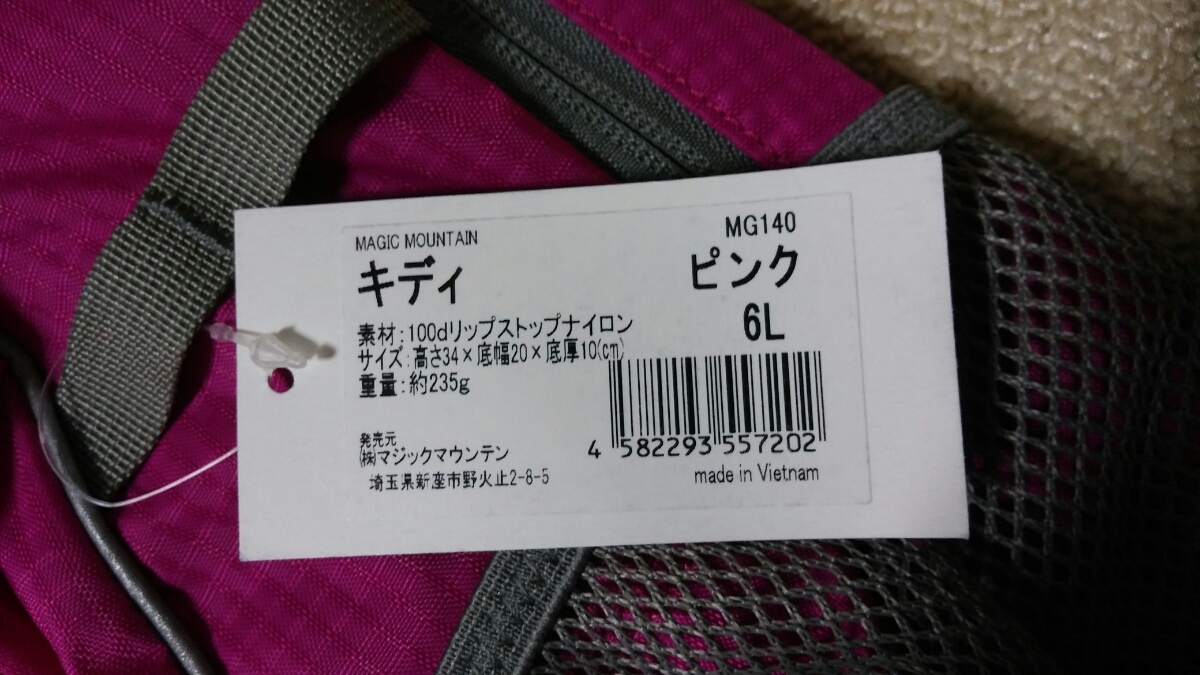 MAGIC MOUNTAIN
MG140
キディ
ピンク
6L
素材:100dリップストップナイロン
サイズ:高さ34×底幅20×底厚10(cm)
重量:約235g
発売元
㈱マジックマウンテン
埼玉県新座市野火止2-8-5
4 582293 557202
made in Vietnam